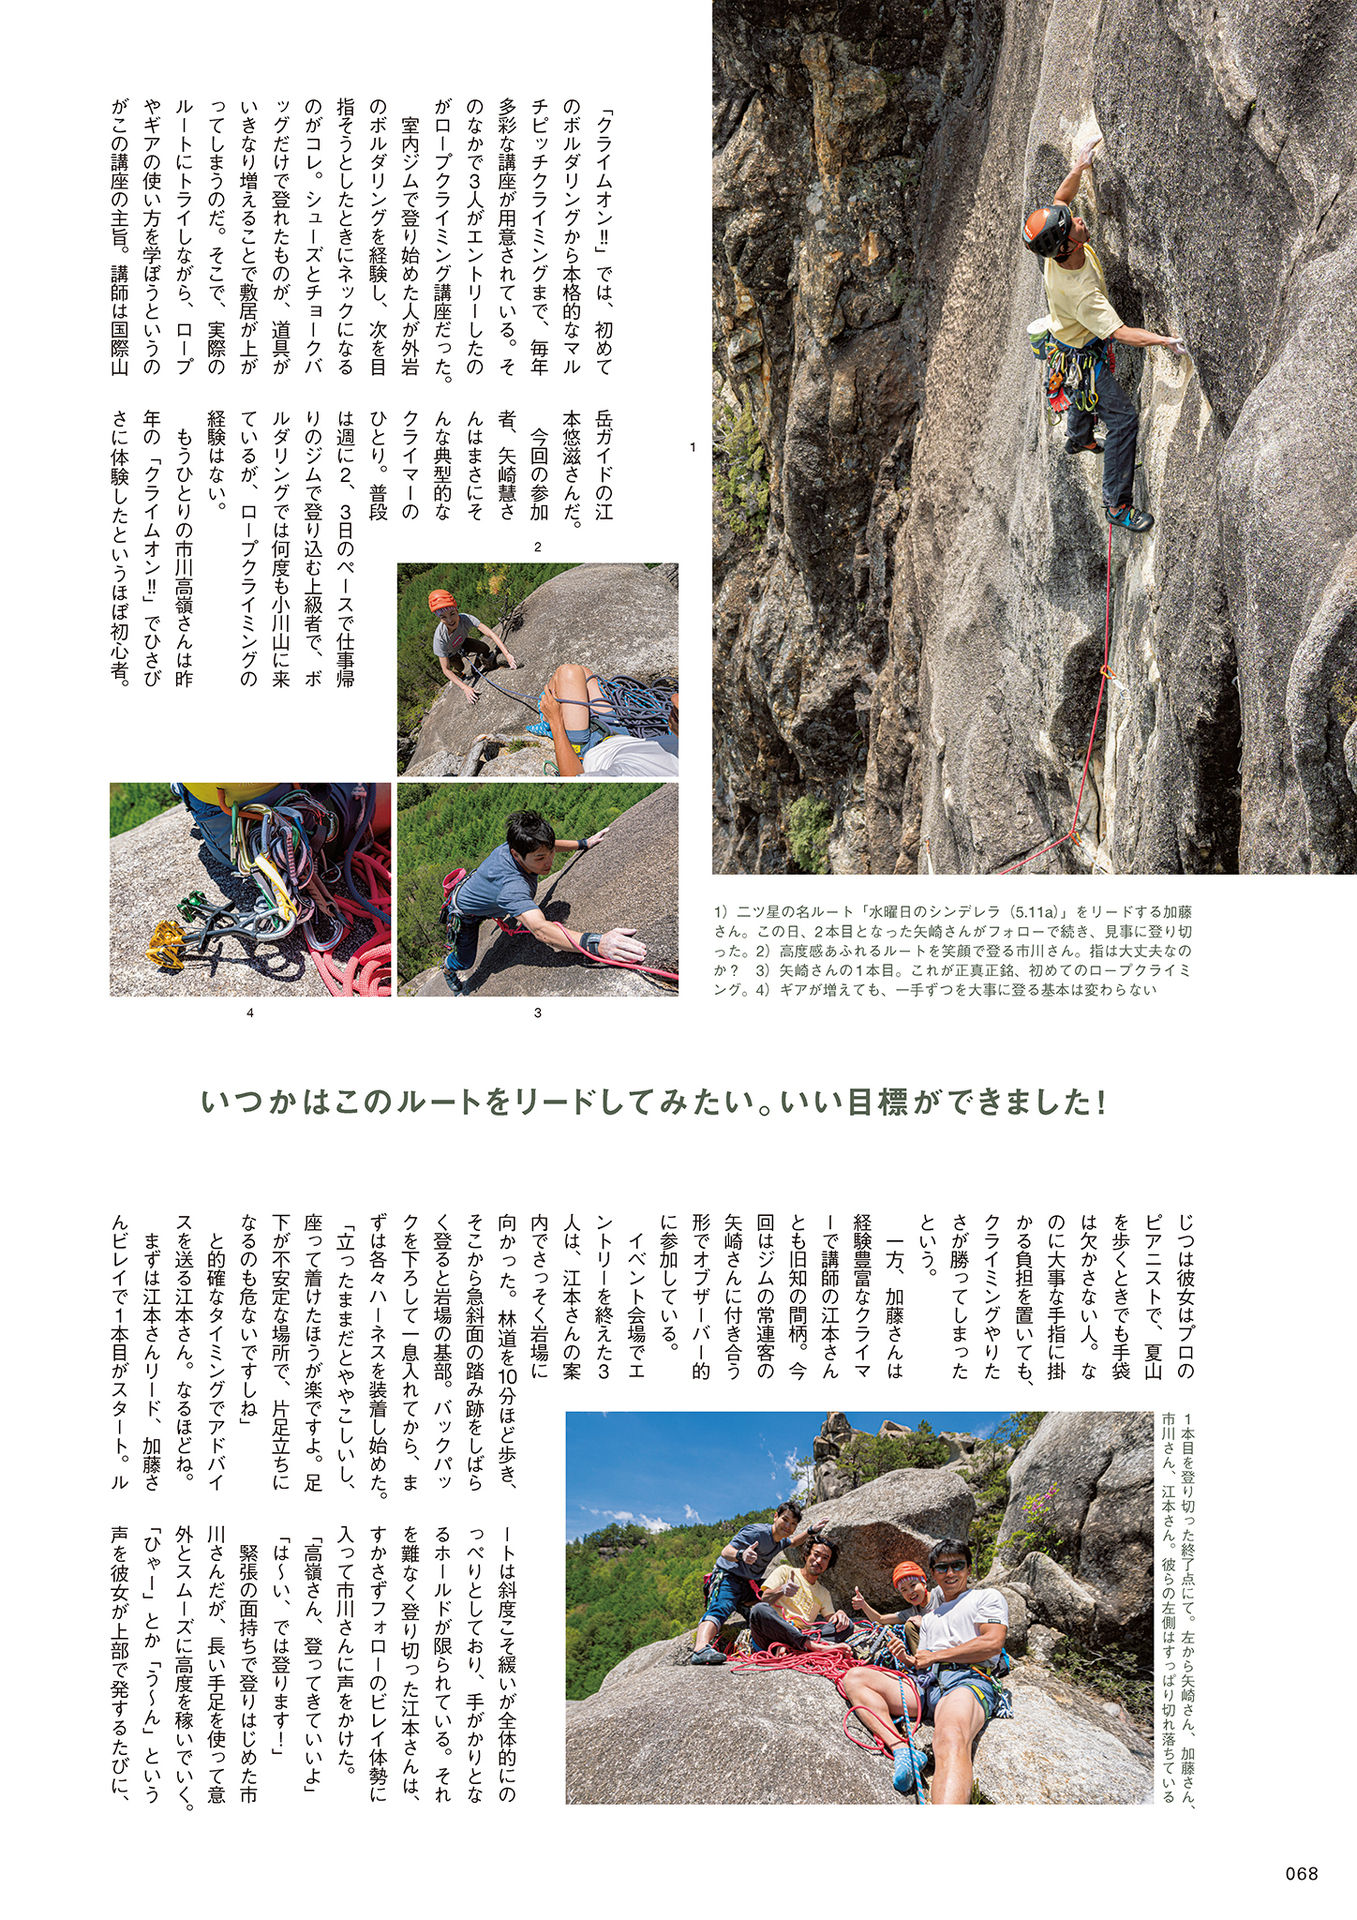 「クライムオン!!」では、初めて
のボルダリングから本格的なマル
チピッチクライミングまで、毎年
多彩な講座が用意されている。そ
のなかで3人がエントリーしたの
がロープクライミング講座だった。
室内ジムで登り始めた人が外岩
のボルダリングを経験し、次を目
指そうとしたときにネックになる
のがコレ。シューズとチョークバ
ッグだけで登れたものが、道具が
いきなり増えることで敷居が上が
ってしまうのだ。そこで、実際の
ルートにトライしながら、ロープ
やギアの使い方を学ぼうというの
がこの講座の主旨。講師は国際山
岳ガイドの江
本悠滋さんだ。
今回の参加
者、矢崎慧さ
んはまさにそ
んな典型的な
クライマーの
ひとり。普段
は週に2、3日のペースで仕事帰
りのジムで登り込む上級者で、ボ
ルダリングでは何度も小川山に来
ているが、ロープクライミングの
経験はない。
もうひとりの市川高嶺さんは昨
年の「クライムオン!!」でひさび
さに体験したというほぼ初心者。
1
2
3
4
1）二ツ星の名ルート「水曜日のシンデレラ（5.11a）」をリードする加藤
さん。この日、2本目となった矢崎さんがフォローで続き、見事に登り切
った。2）高度感あふれるルートを笑顔で登る市川さん。指は大丈夫なの
か？　3）矢崎さんの1本目。これが正真正銘、初めてのロープクライミ
ング。4）ギアが増えても、一手ずつを大事に登る基本は変わらない
いつかはこのルートをリードしてみたい。いい目標ができました！
じつは彼女はプロの
ピアニストで、夏山
を歩くときでも手袋
は欠かさない人。な
のに大事な手指に掛
かる負担を置いても、
クライミングやりた
さが勝ってしまった
という。
一方、加藤さんは
経験豊富なクライマ
ーで講師の江本さん
とも旧知の間柄。今
回はジムの常連客の
矢崎さんに付き合う
形でオブザーバー的
に参加している。
イベント会場でエ
ントリーを終えた3
人は、江本さんの案
内でさっそく岩場に
向かった。林道を10分ほど歩き、
そこから急斜面の踏み跡をしばら
く登ると岩場の基部。バックパッ
クを下ろして一息入れてから、ま
ずは各々ハーネスを装着し始めた。
「立ったままだとややこしいし、
座って着けたほうが楽ですよ。足
下が不安定な場所で、片足立ちに
なるのも危ないですしね」
と的確なタイミングでアドバイ
スを送る江本さん。なるほどね。
まずは江本さんリード、加藤さ
んビレイで1本目がスタート。ル
ートは斜度こそ緩いが全体的にの
っぺりとしており、手がかりとな
るホールドが限られている。それ
を難なく登り切った江本さんは、
すかさずフォローのビレイ体勢に
入って市川さんに声をかけた。
「高嶺さん、登ってきていいよ」
「は〜い、では登ります！」
緊張の面持ちで登りはじめた市
川さんだが、長い手足を使って意
外とスムーズに高度を稼いでいく。
「ひゃー」とか「う〜ん」という
声を彼女が上部で発するたびに、
1本目を登り切った終了点にて。左から矢崎さん、加藤さん、
市川さん、江本さん。彼らの左側はすっぱり切れ落ちている
068